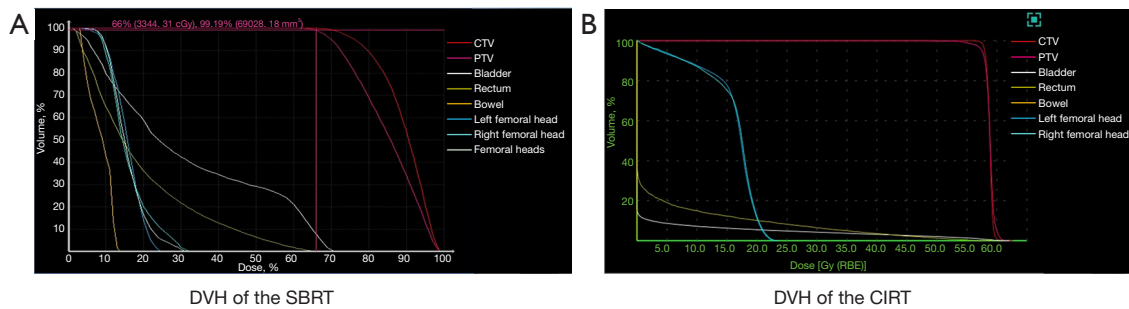 A
66% (3344, 31 cGy), 99.19% (69028, 18 mm³)
Volume, %
100
90
80
70
60
50
40
30
20
10
0 10 20 30 40 50 60 70 80 90 100
Dose, %
CTV
PTV
Bladder
Rectum
Bowel
Left femoral head
Right femoral head
Femoral heads
DVH of the SBRT
B
Volume, %
100
80
60
40
20
5.0 10.0 15.0 20.0 25.0 30.0 35.0 40.0 45.0 50.0 55.0 60.0
Dose [Gy (RBE)]
CTV
PTV
Bladder
Rectum
Bowel
Left femoral head
Right femoral head
DVH of the CIRT